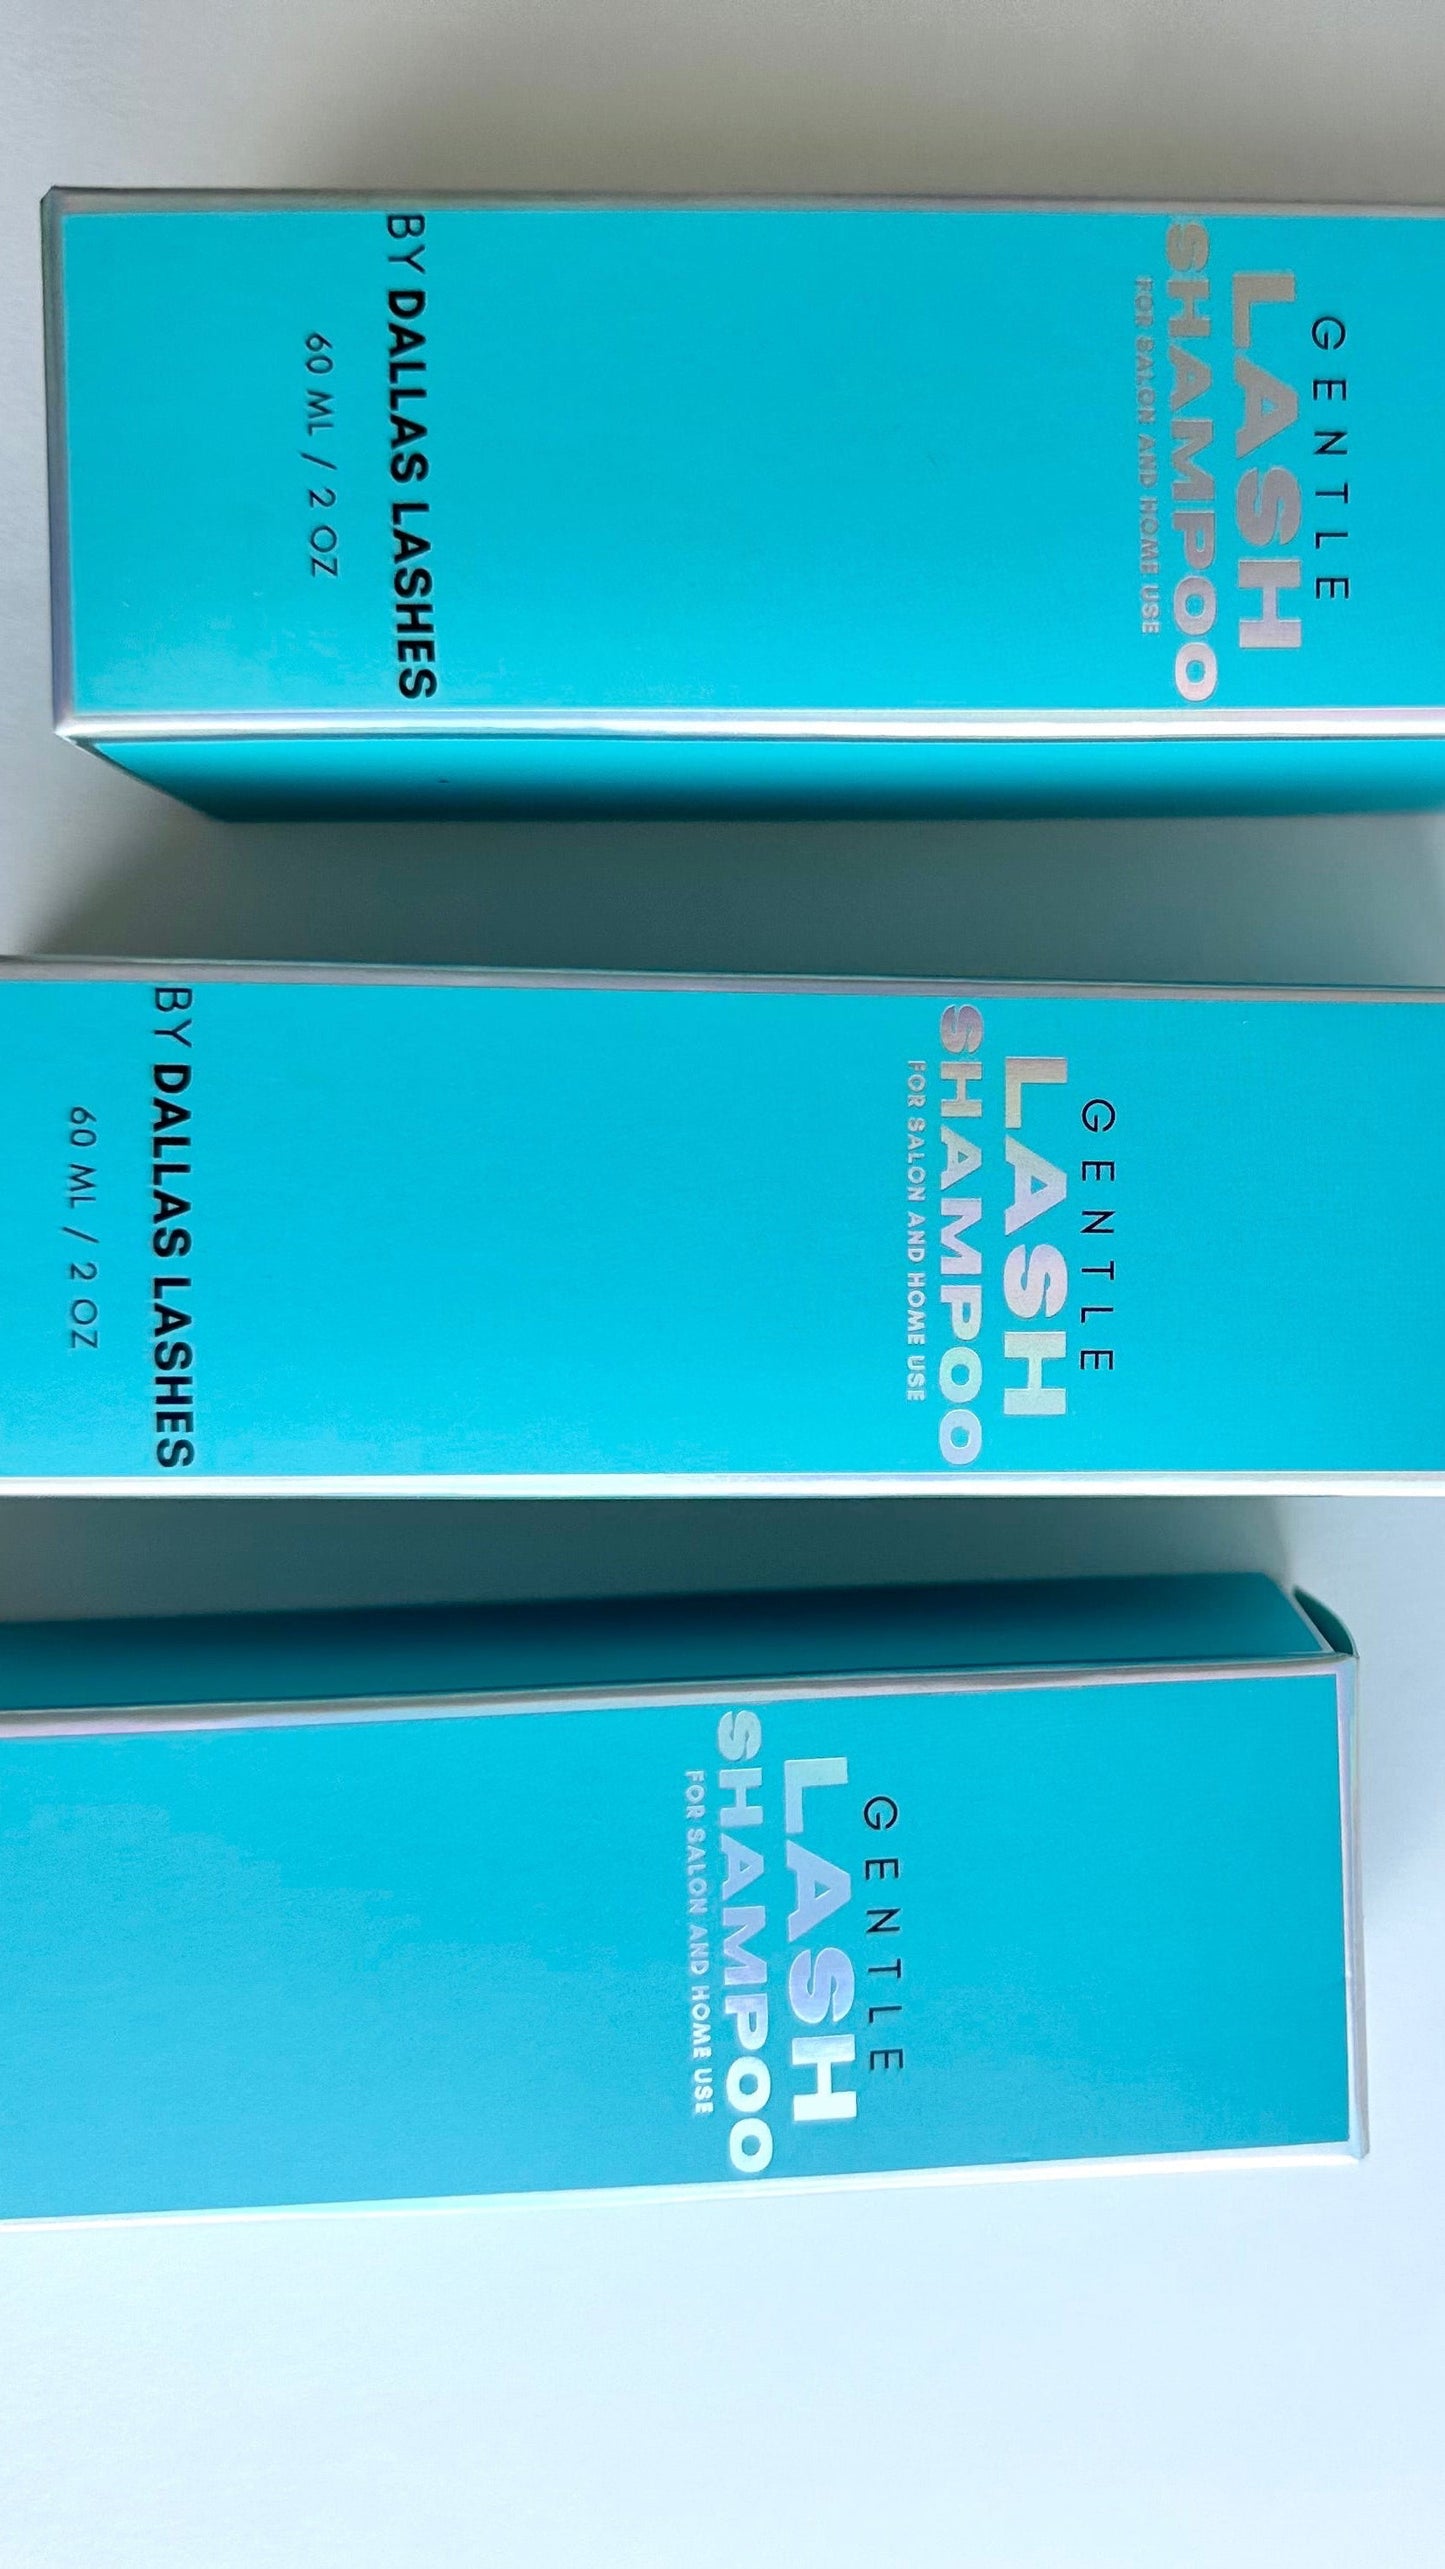 GENTLE
LASH
SHAMPOO
FOR SALON AND HOME USE
BY DALLAS LASHES
60 ML / 2 OZ
GENTLE
LASH
SHAMPOO
FOR SALON AND HOME USE
BY DALLAS LASHES
60 ML / 2 OZ
GENTLE
LASH
SHAMPOO
FOR SALON AND HOME USE